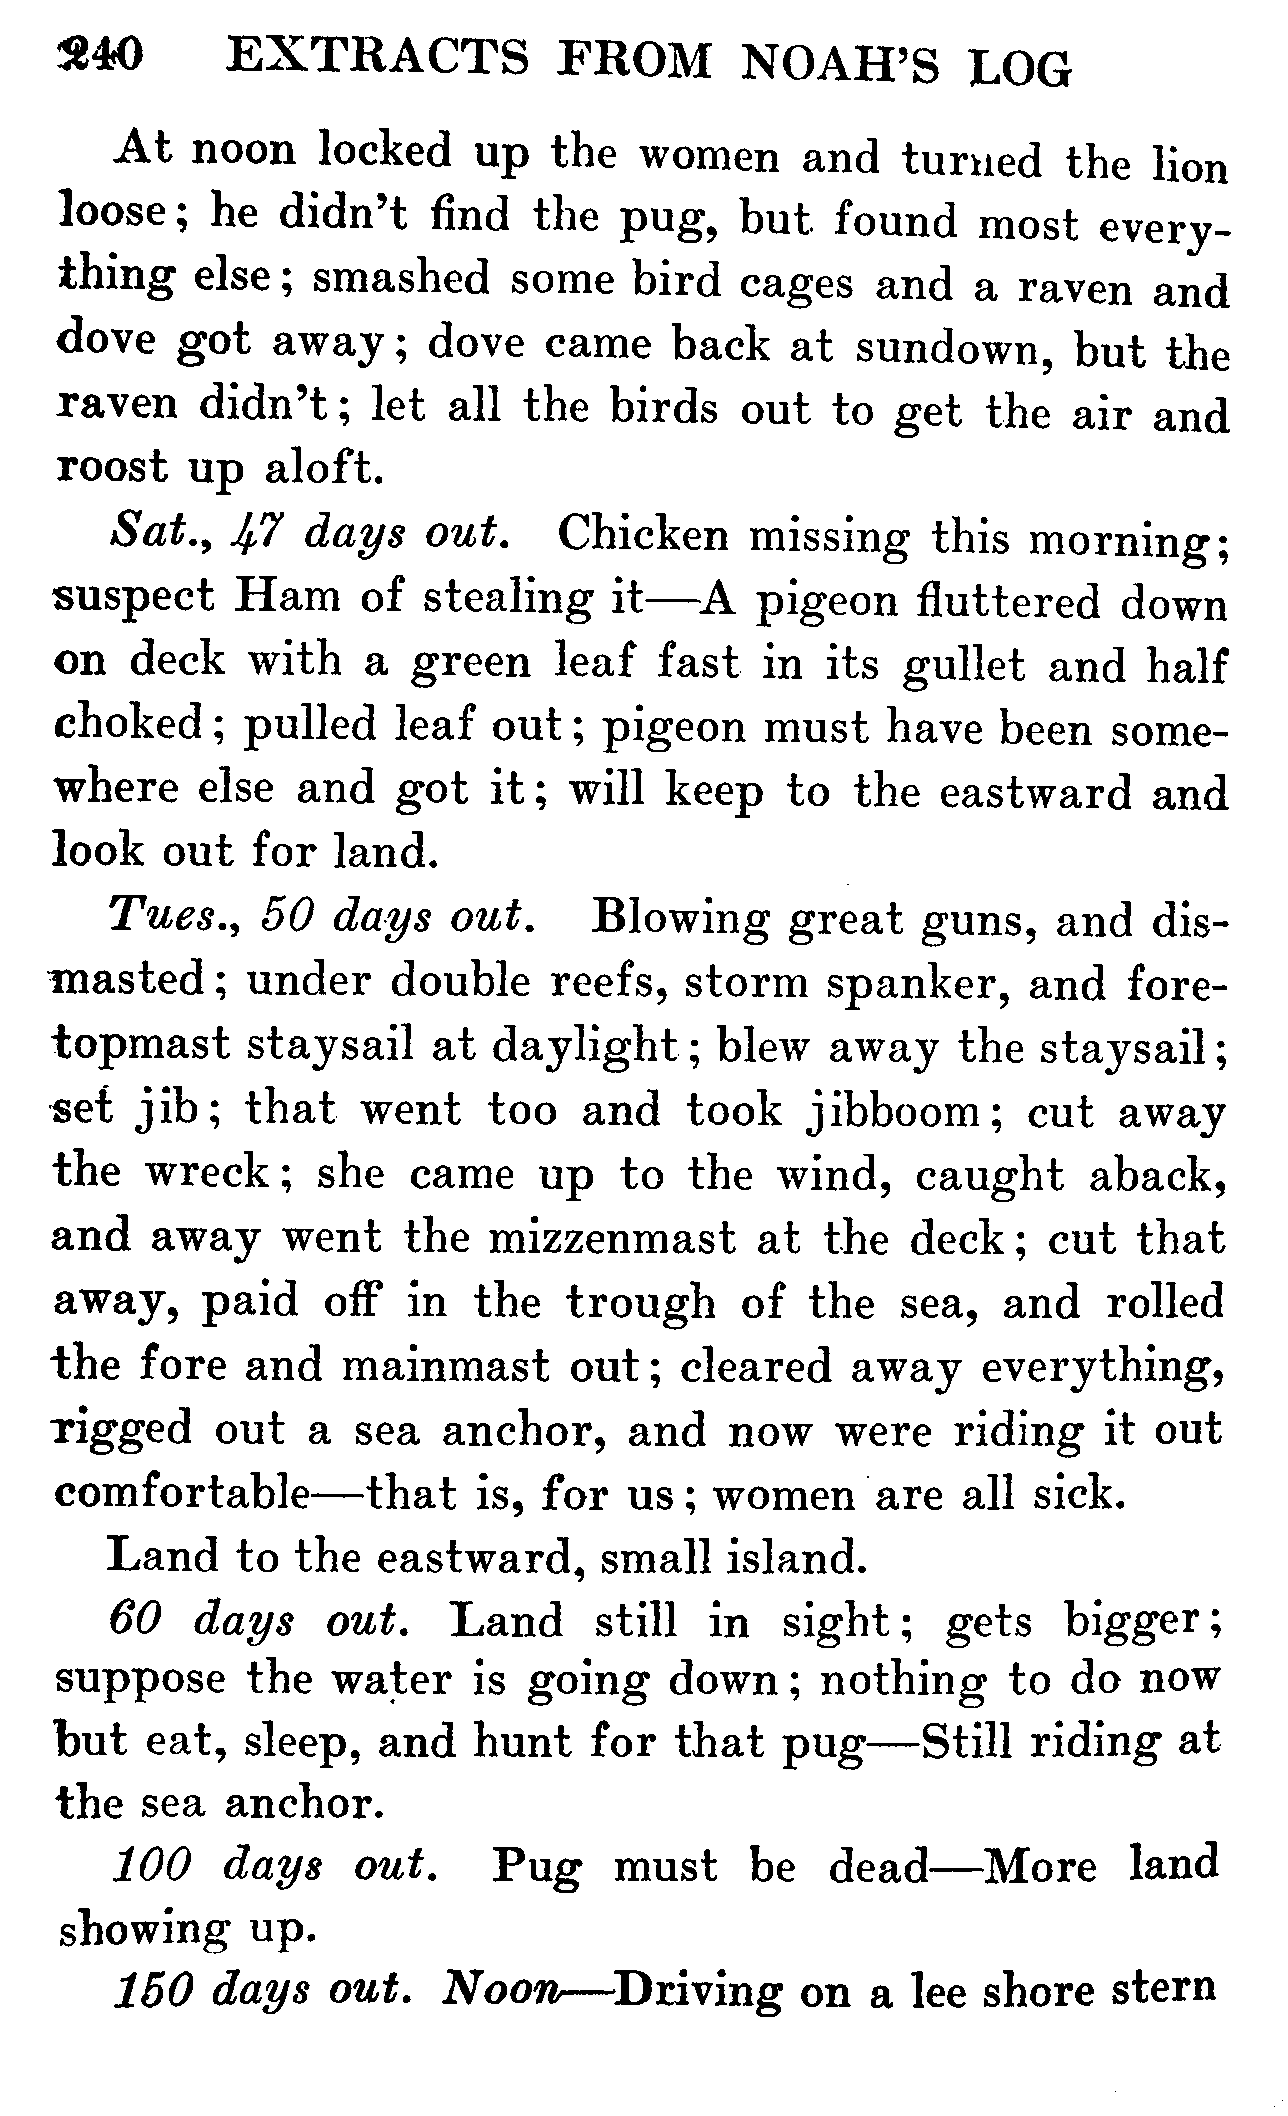 240 EXTRACTS FROM NOAH'S LOG
At noon locked up the women and turned the lion
loose; he didn't find the pug, but found most every-
thing else; smashed some bird cages and a raven and
dove got away; dove came back at sundown, but the
raven didn't; let all the birds out to get the air and
roost up aloft.
Sat., 47 days out. Chicken missing this morning;
suspect Ham of stealing it—A pigeon fluttered down
on deck with a green leaf fast in its gullet and half
choked; pulled leaf out; pigeon must have been some-
where else and got it; will keep to the eastward and
look out for land.
Tues., 50 days out. Blowing great guns, and dis-
masted; under double reefs, storm spanker, and fore-
topmast staysail at daylight; blew away the staysail;
set jib; that went too and took jibboom; cut away
the wreck; she came up to the wind, caught aback,
and away went the mizzenmast at the deck; cut that
away, paid off in the trough of the sea, and rolled
the fore and mainmast out; cleared away everything,
rigged out a sea anchor, and now were riding it out
comfortable—that is, for us; women are all sick.
Land to the eastward, small island.
60 days out. Land still in sight; gets bigger;
suppose the water is going down; nothing to do now
but eat, sleep, and hunt for that pug—Still riding at
the sea anchor.
100 days out. Pug must be dead—More land
showing up.
150 days out. Noon—Driving on a lee shore stern